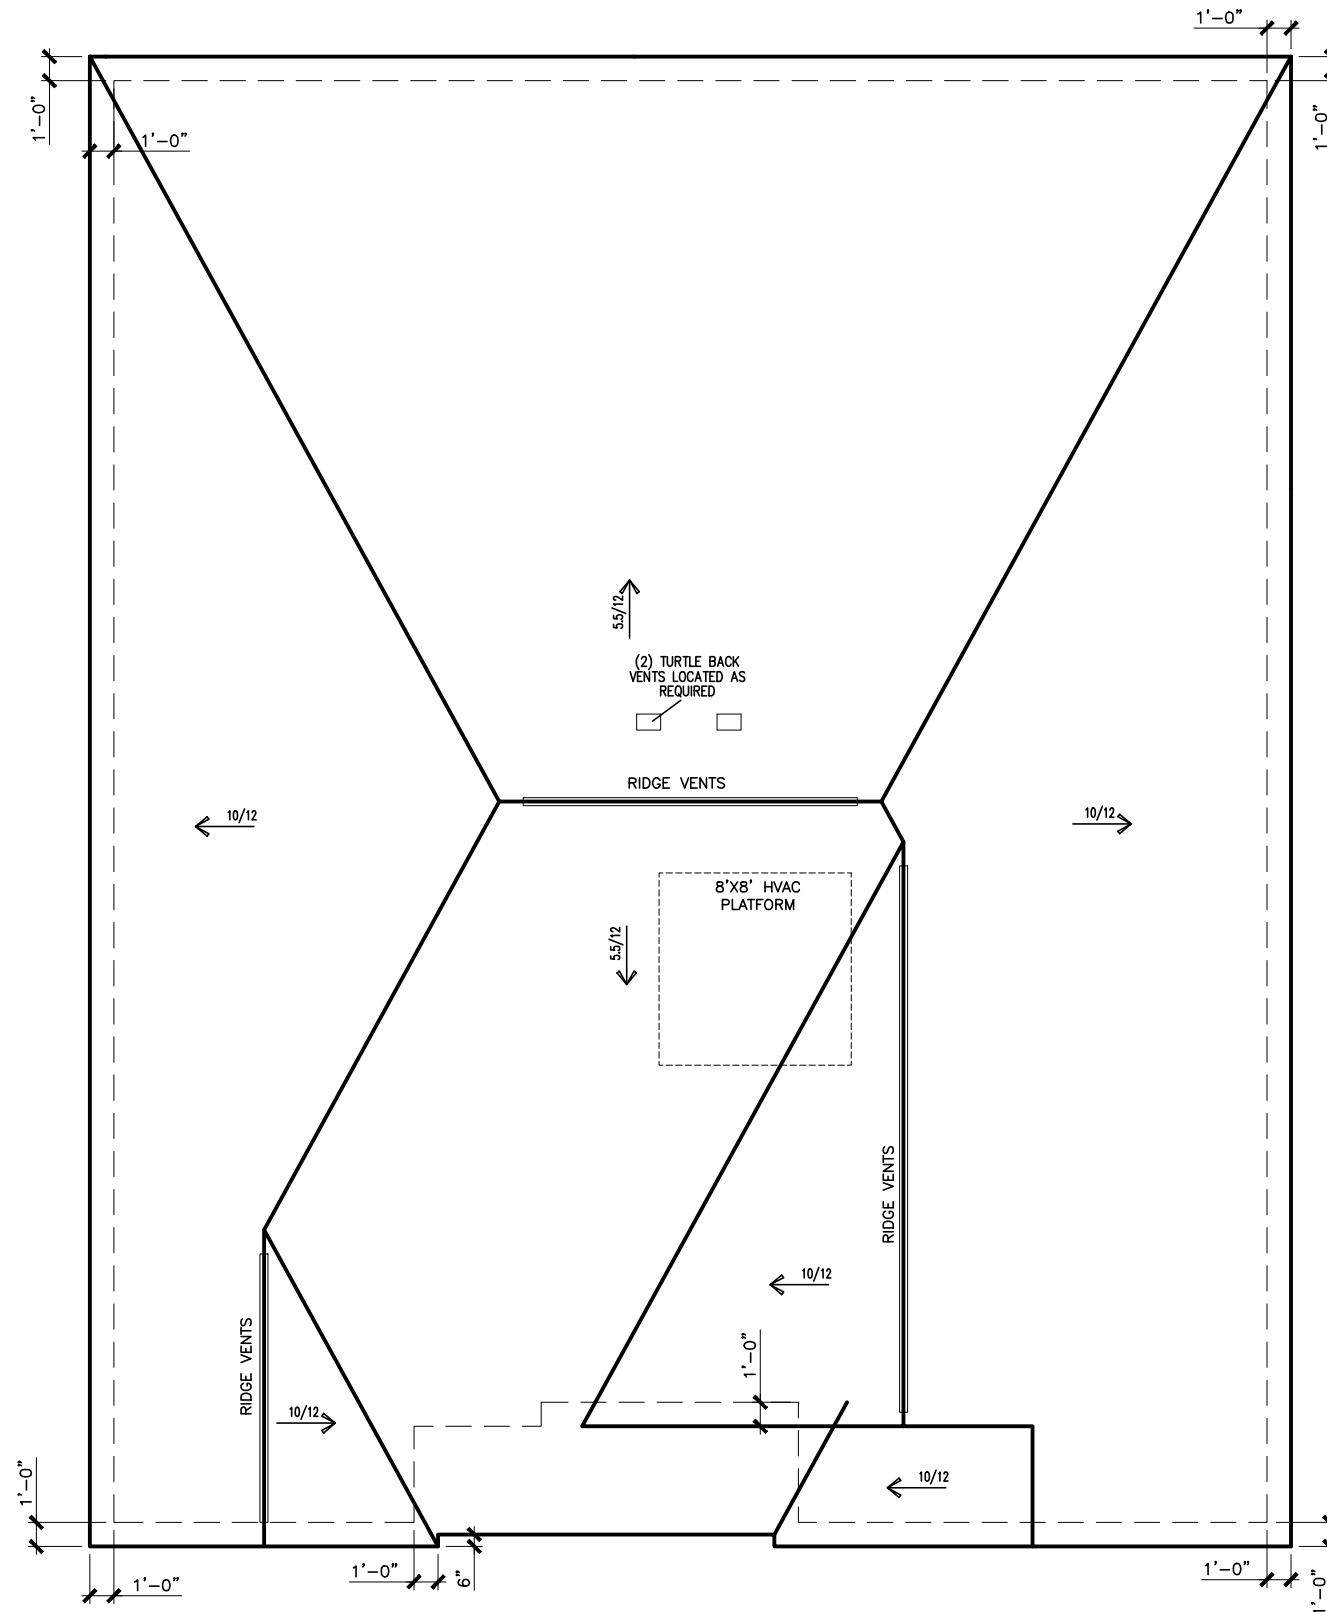 1'-0"
1'-0"
1'-0"
1'-0"
5.5/12
(2) TURTLE BACK
VENTS LOCATED AS
REQUIRED
RIDGE VENTS
10/12
10/12
8'X8' HVAC
PLATFORM
5.5/12
RIDGE VENTS
10/12
1'-0"
RIDGE VENTS
10/12
10/12
1'-0"
1'-0"
1'-0"
6"
1'-0"
1'-0"